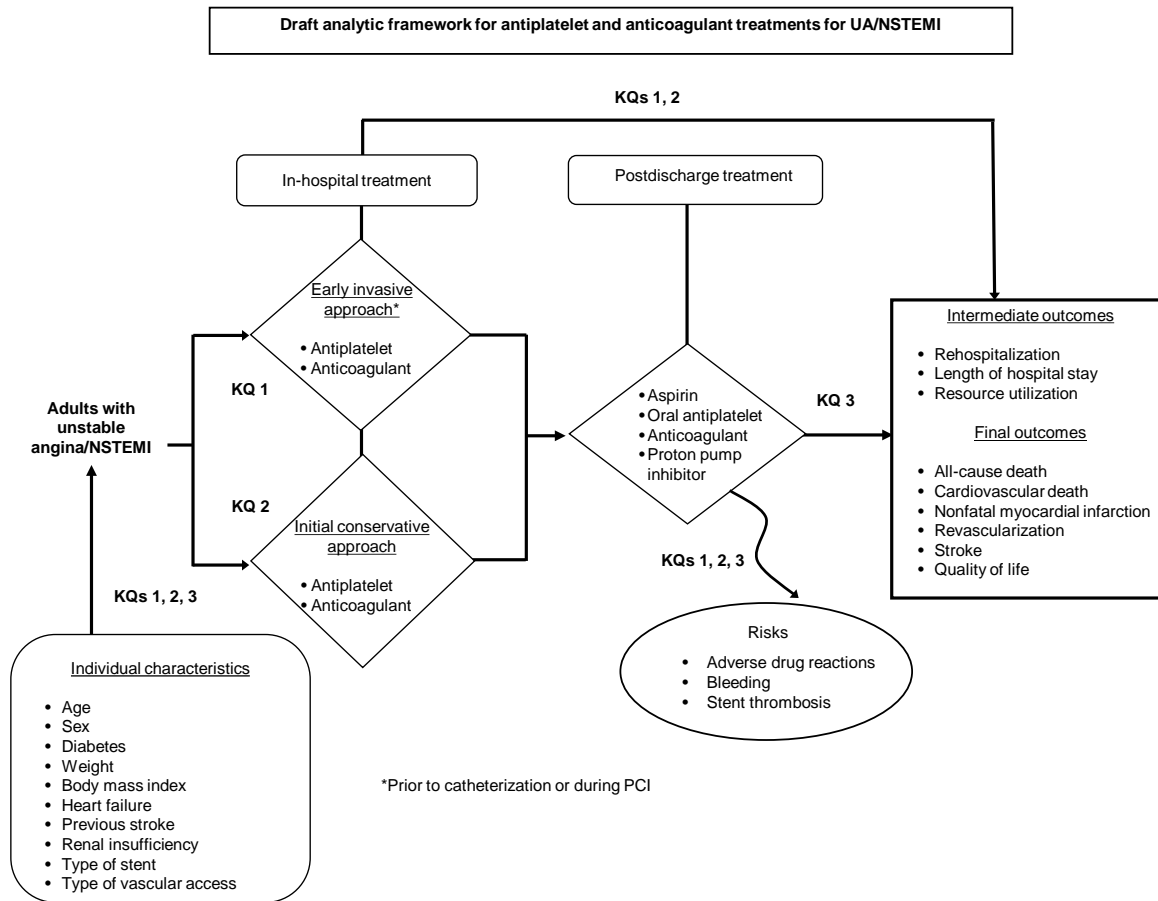 Draft analytic framework for antiplatelet and anticoagulant treatments for UA/NSTEMI
KQs 1, 2
In-hospital treatment
Postdischarge treatment
Early invasive
approach*
• Antiplatelet
• Anticoagulant
KQ 1
Adults with
unstable
angina/NSTEMI
KQ 2
Initial conservative
approach
• Antiplatelet
• Anticoagulant
KQs 1, 2, 3
Individual characteristics
• Age
• Sex
• Diabetes
• Weight
• Body mass index
• Heart failure
• Previous stroke
• Renal insufficiency
• Type of stent
• Type of vascular access
• Aspirin
• Oral antiplatelet
• Anticoagulant
• Proton pump
inhibitor
KQ 3
KQs 1, 2, 3
Risks
• Adverse drug reactions
• Bleeding
• Stent thrombosis
Intermediate outcomes
• Rehospitalization
• Length of hospital stay
• Resource utilization
Final outcomes
• All-cause death
• Cardiovascular death
• Nonfatal myocardial infarction
• Revascularization
• Stroke
• Quality of life
*Prior to catheterization or during PCI